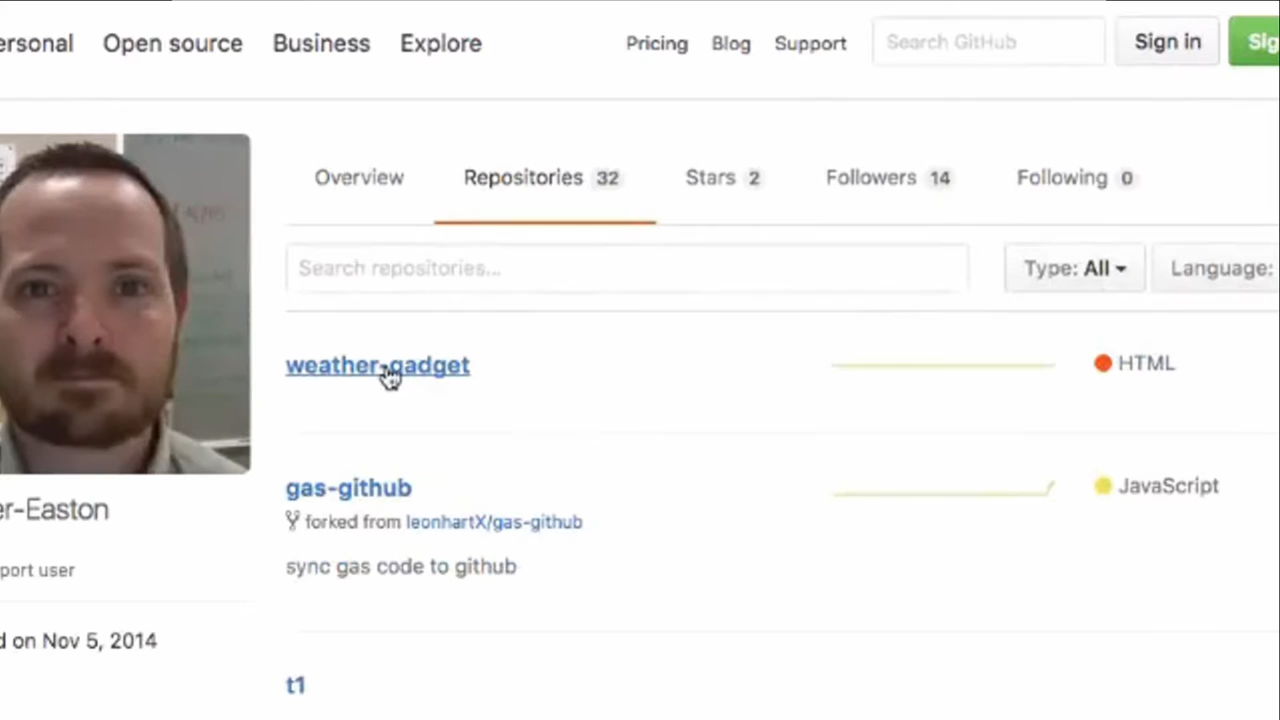 ersonal Open source Business Explore Pricing Blog Support Search GitHub Sign in Sig
Overview Repositories 32 Stars 2 Followers 14 Following 0
Search repositories... Type: All Language:
weather-gadget HTML
gas-github JavaScript
forked from leonhartX/gas-github
er-Easton
sync gas code to github
port user
d on Nov 5, 2014
t1